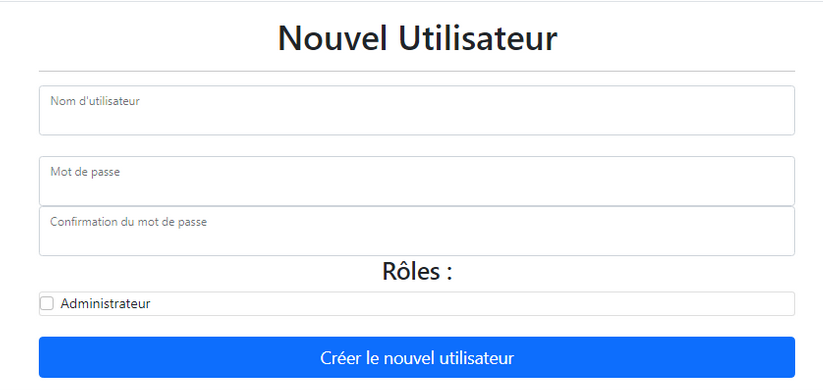 Nouvel Utilisateur
Nom d'utilisateur
Mot de passe
Confirmation du mot de passe
Rôles :
Administrateur
Créer le nouvel utilisateur